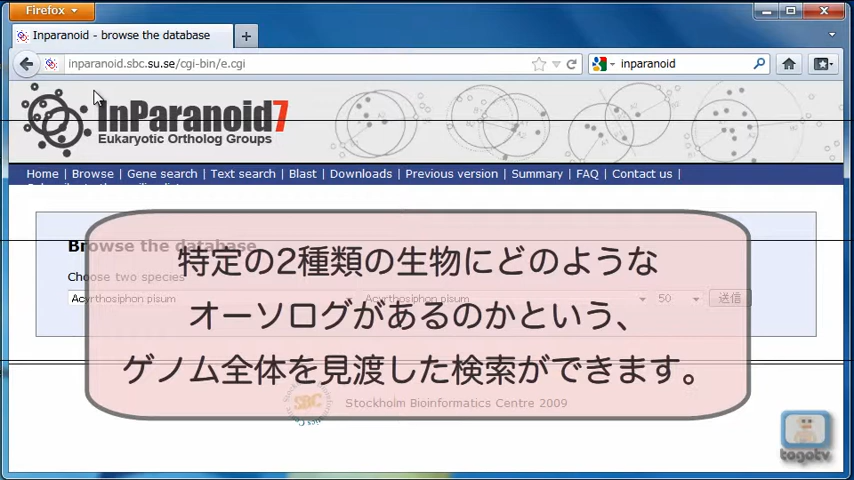 Firefox
Inparanoid - browse the database
inparanoid.sbc.su.se/cgi-bin/e.cgi
inparanoid
InParanoid7
Eukaryotic Ortholog Groups
Home | Browse | Gene search | Text search | Blast | Downloads | Previous version | Summary | FAQ | Contact us |
Browse the database
特定の2種類の生物にどのような
Choose two species
Acyrthosiphon pisum Acyrthosiphon pisum 50 送信
オーソログがあるのかという、
ゲノム全体を見渡した検索ができます。
SBC
Stockholm Bioinformatics Centre 2009
togotv